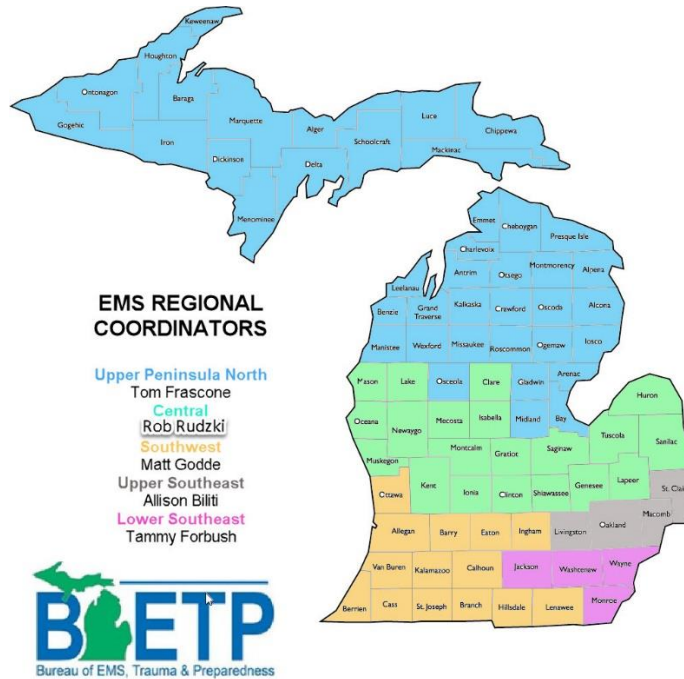 Keweenaw
Houghton
Ontonagon
Baraga
Gogebic
Iron
Marquette
Dickinson
Menominee
Alger
Delta
Schoolcraft
Luce
Mackinac
Chippewa
Emmet
Cheboygan
Presque Isle
Charlevoix
Antrim
Otsego
Montmorency
Alpena
Leelanau
Benzie
Grand
Traverse
Kalkaska
Crawford
Oscoda
Alcona
Manistee
Wexford
Missaukee
Roscommon
Ogemaw
Iosco
Arenac
Mason
Lake
Osceola
Clare
Gladwin
Huron
Oceana
Newaygo
Mecosta
Isabella
Midland
Bay
Tuscola
Sanilac
Muskegon
Montcalm
Gratiot
Saginaw
Kent
Ionia
Clinton
Shiawassee
Genesee
Lapeer
St. Clair
Ottawa
Allegan
Barry
Eaton
Ingham
Livingston
Oakland
Macomb
Van Buren
Kalamazoo
Calhoun
Jackson
Washtenaw
Wayne
Berrien
Cass
St. Joseph
Branch
Hillsdale
Lenawee
Monroe
EMS REGIONAL
COORDINATORS
Upper Peninsula North
Tom Frascone
Central
Rob Rudzki
Southwest
Matt Godde
Upper Southeast
Allison Biliti
Lower Southeast
Tammy Forbush
BETP
Bureau of EMS, Trauma & Preparedness